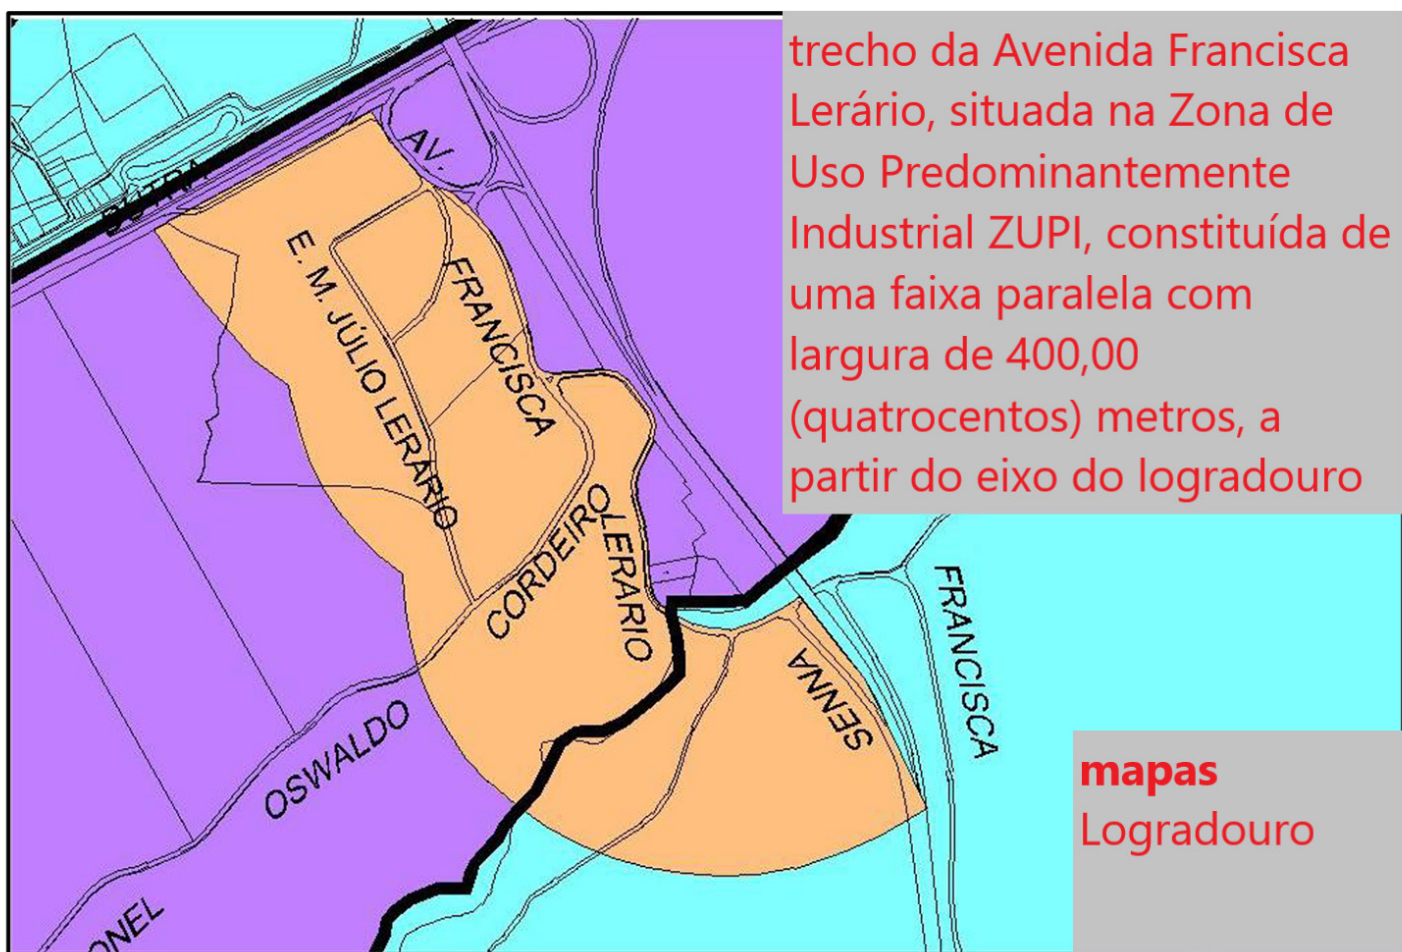 trecho da Avenida Francisca
Lerário, situada na Zona de
Uso Predominantemente
Industrial ZUPI, constituída de
uma faixa paralela com
largura de 400,00
(quatrocentos) metros, a
partir do eixo do logradouro
DUTRA
AV.
FRANCISCA
LERARIO
E. M. JÚLIO LERARIO
OSWALDO
CORDEIRO
SENNA
FRANCISCA
ONEL
mapas
Logradouro